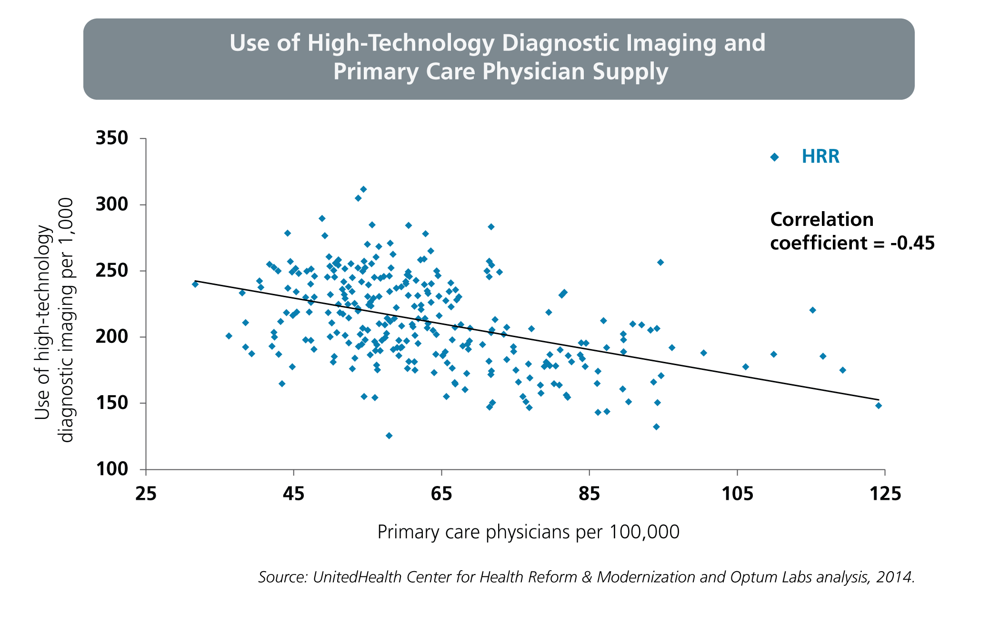 Use of High-Technology Diagnostic Imaging and
Primary Care Physician Supply
350
300
250
200
150
100
Use of high-technology
diagnostic imaging per 1,000
HRR
Correlation
coefficient = -0.45
25 45 65 85 105 125
Primary care physicians per 100,000
Source: UnitedHealth Center for Health Reform & Modernization and Optum Labs analysis, 2014.